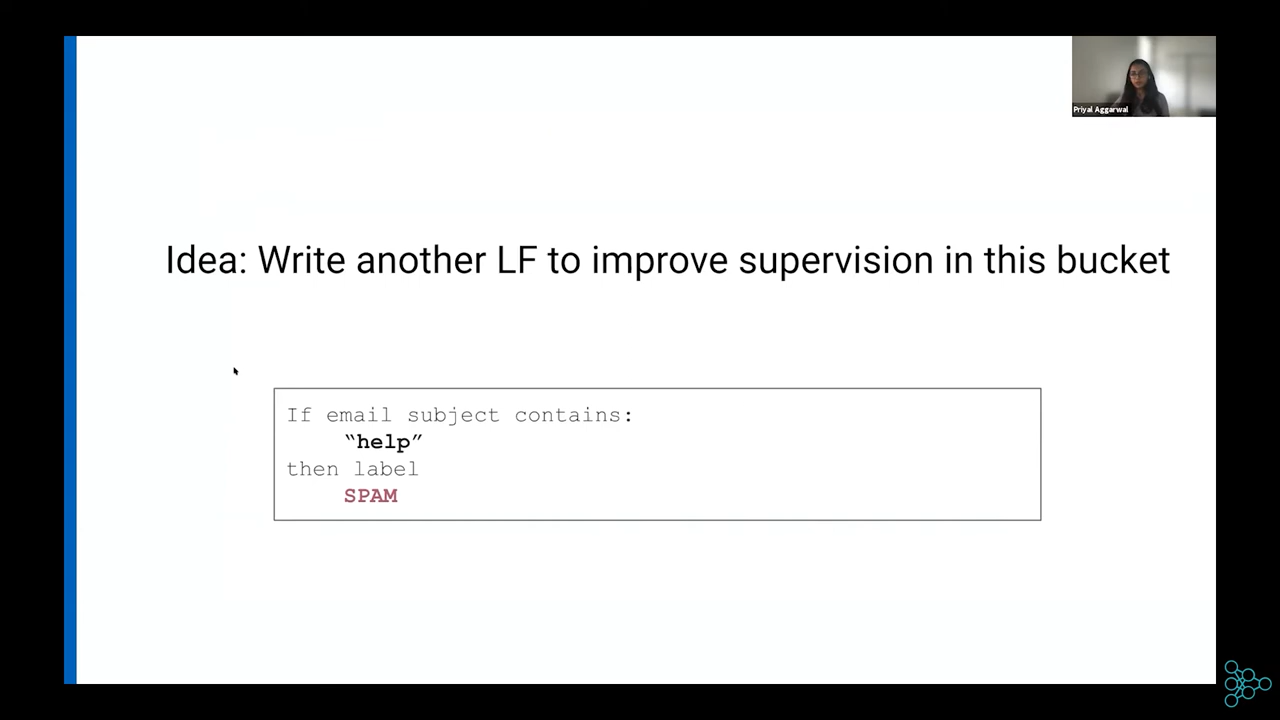 Priyal Aggarwal
Idea: Write another LF to improve supervision in this bucket
If email subject contains:
“help”
then label
SPAM